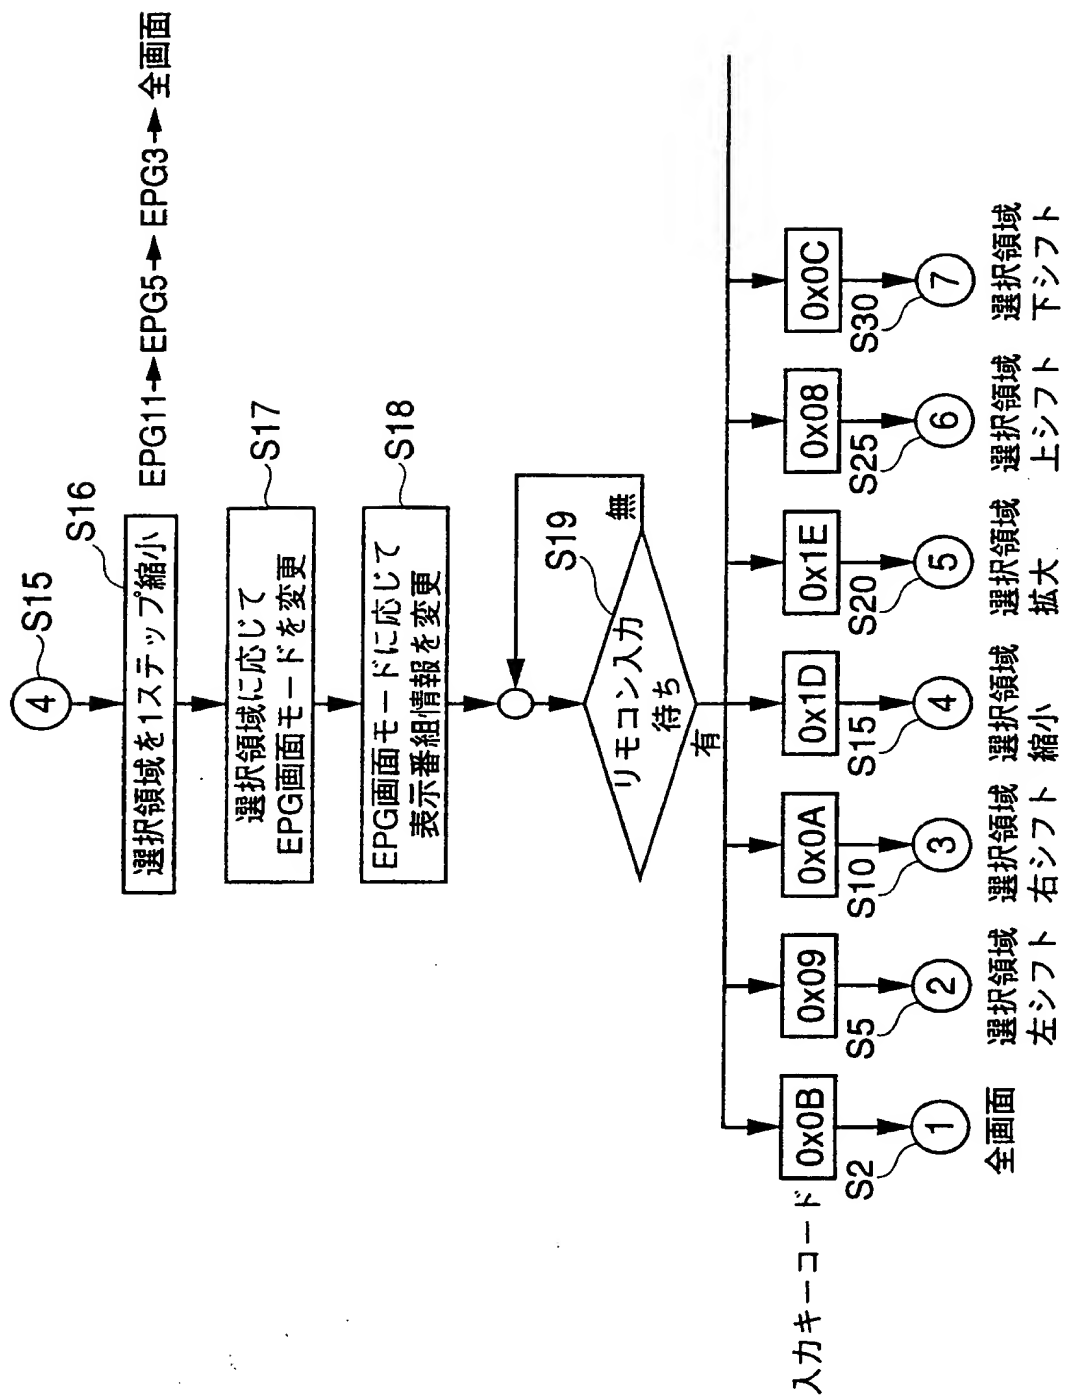 ④
S15
選択領域を1ステップ縮小
S16
EPG11→EPG5→EPG3→全画面
選択領域に応じて
EPG画面モードを変更
S17
EPG画面モードに応じて
表示番組情報を変更
S18
リモコン入力
待ち
S19
無
有
入力キーコード
0x0B
0x09
0x0A
0x1D
0x1E
0x08
0x0C
S2
S5
S10
S15
S20
S25
S30
①
②
③
④
⑤
⑥
⑦
全画面
選択領域
左シフト
選択領域
右シフト
選択領域
縮小
選択領域
拡大
選択領域
上シフト
選択領域
下シフト